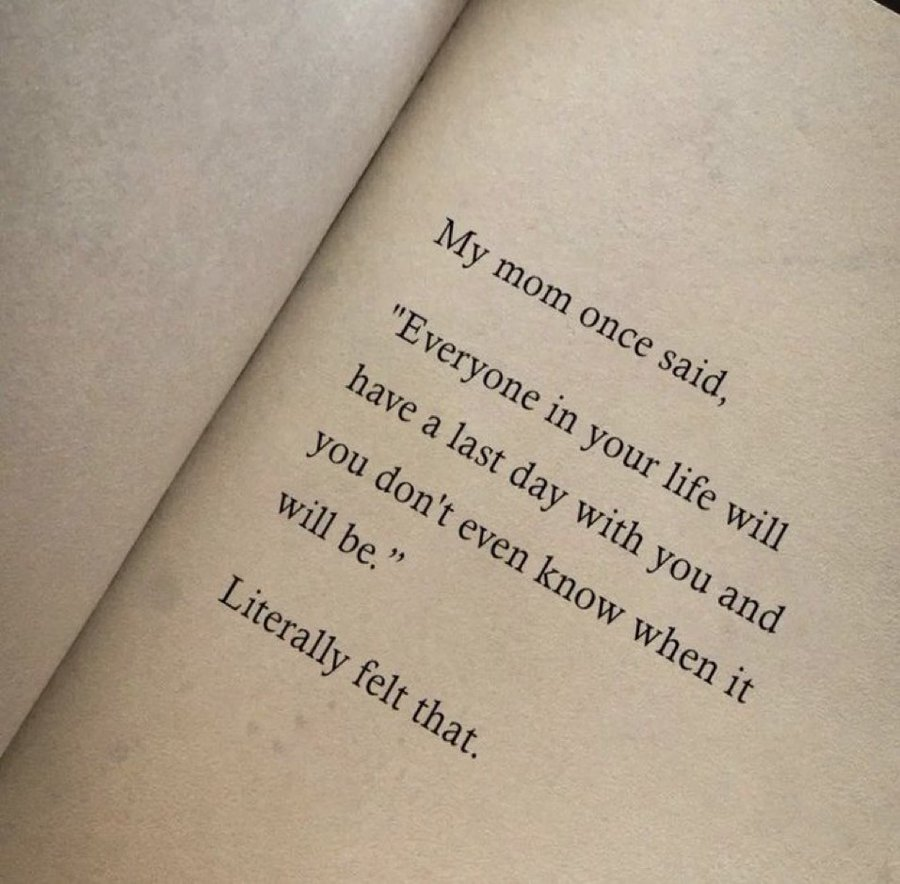 My mom once said,
"Everyone in your life will
have a last day with you and
you don't even know when it
will be.”
Literally felt that.